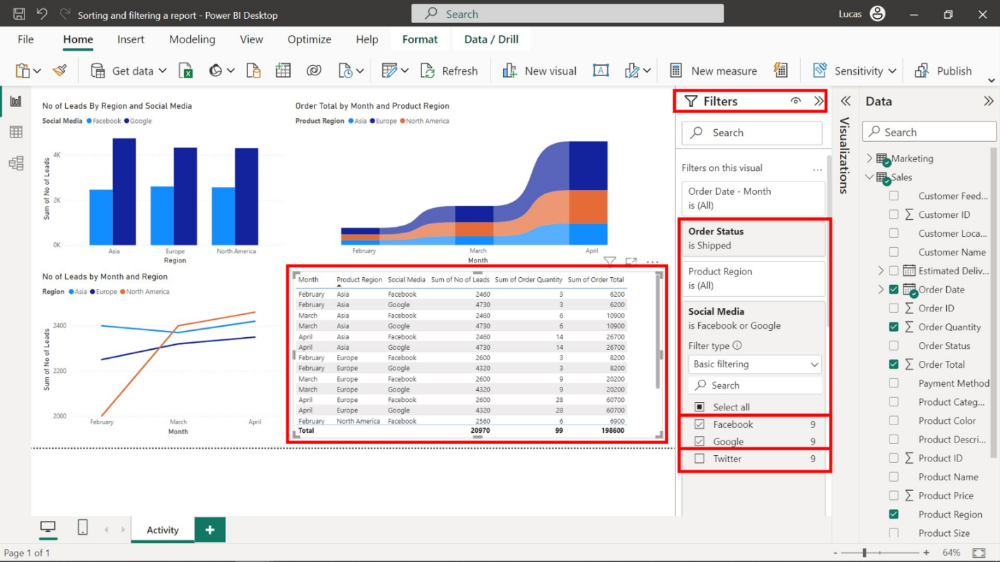 Sorting and filtering a report - Power BI Desktop
Search
Lucas
File Home Insert Modeling View Optimize Help Format Data / Drill
Get data Refresh New visual New measure Sensitivity Publish
No of Leads By Region and Social Media
Social Media Facebook Google
Sum of No of Leads
4K
2K
0K
Asia Europe North America
Region
Order Total by Month and Product Region
Product Region Asia Europe North America
February March April
Month
No of Leads by Month and Region
Region Asia Europe North America
Sum of No of Leads
2400
2200
2000
February March April
Month
Month Product Region Social Media Sum of No of Leads Sum of Order Quantity Sum of Order Total
February Asia Facebook 2460 3 6200
February Asia Google 4730 3 6200
March Asia Facebook 2460 6 10900
March Asia Google 4730 6 10900
April Asia Facebook 2460 14 26700
April Asia Google 4730 14 26700
February Europe Facebook 2600 3 8200
February Europe Google 4320 3 8200
March Europe Facebook 2600 9 20200
March Europe Google 4320 9 20200
April Europe Facebook 2600 28 60700
April Europe Google 4320 28 60700
February North America Facebook 2560 6 6900
Total 20970 99 198600
Filters
Search
Filters on this visual ...
Order Date - Month
is (All)
Order Status
is Shipped
Product Region
is (All)
Social Media
is Facebook or Google
Filter type
Basic filtering
Search
Select all
Facebook 9
Google 9
Twitter 9
Visualizations
Data
Search
Marketing
Sales
Customer Feed...
Σ Customer ID
Customer Loca...
Customer Name
Estimated Deliv...
Order Date
Σ Order ID
Σ Order Quantity
Order Status
Σ Order Total
Payment Method
Product Categ...
Product Color
Product Descri...
Σ Product ID
Product Name
Σ Product Price
Product Region
Product Size
Activity +
Page 1 of 1
- + 64%